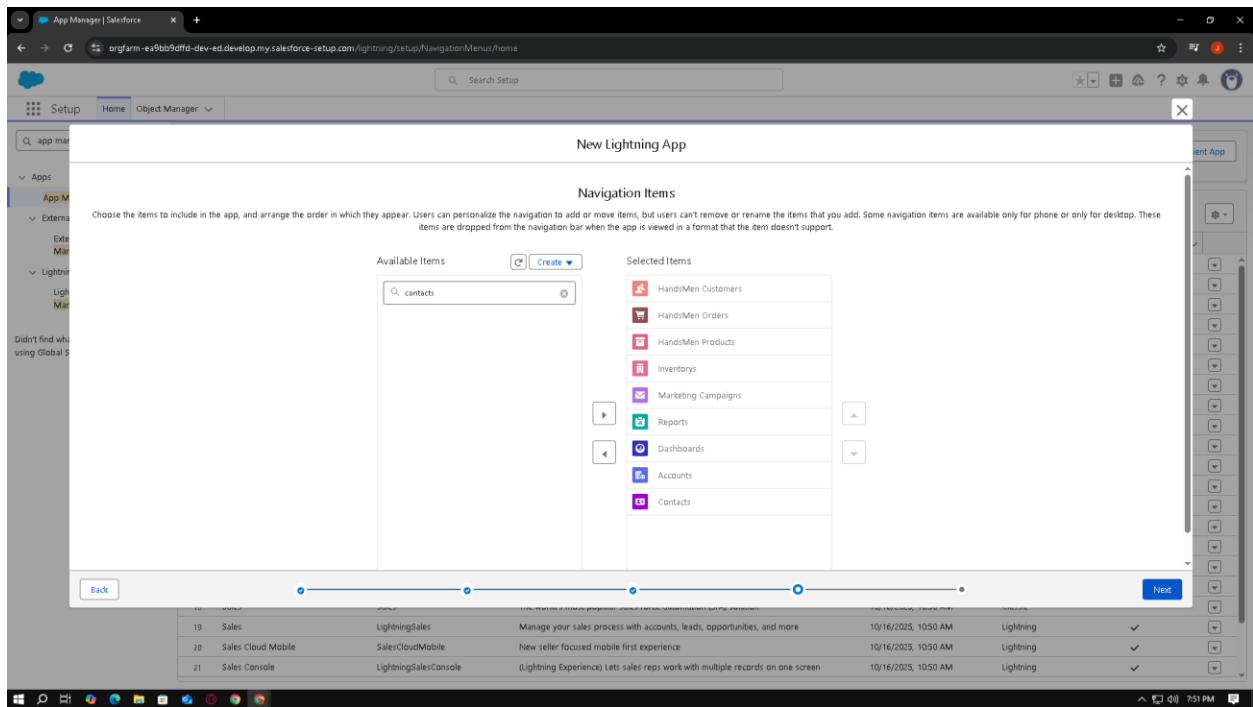 App Manager | Salesforce
orgfarm-ea9bb9dffd-dev-ed.develop.my.salesforce-setup.com/lightning/setup/NavigationMenus/home
Search Setup
Setup Home Object Manager
app mar
ient App
New Lightning App
Apps
App M
Navigation Items
Externa
Choose the items to include in the app, and arrange the order in which they appear. Users can personalize the navigation to add or move items, but users can't remove or rename the items that you add. Some navigation items are available only for phone or only for desktop. These
items are dropped from the navigation bar when the app is viewed in a format that the item doesn't support.
Exte
Mar
Available Items Create Selected Items
Lightnin
contacts
Ligh
Mar
HandsMen Customers
HandsMen Orders
HandsMen Products
Inventorys
Marketing Campaigns
Reports
Dashboards
Accounts
Contacts
Didn't find wha
using Global S
Back Next
19 Sales LightningSales Manage your sales process with accounts, leads, opportunities, and more 10/16/2025, 10:50 AM Lightning
20 Sales Cloud Mobile SalesCloudMobile New seller focused mobile first experience 10/16/2025, 10:50 AM Lightning
21 Sales Console LightningSalesConsole (Lightning Experience) Lets sales reps work with multiple records on one screen 10/16/2025, 10:50 AM Lightning
7:51 PM